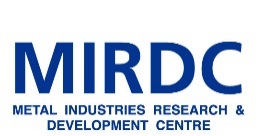 MIRDC
METAL INDUSTRIES RESEARCH &
DEVELOPMENT CENTRE